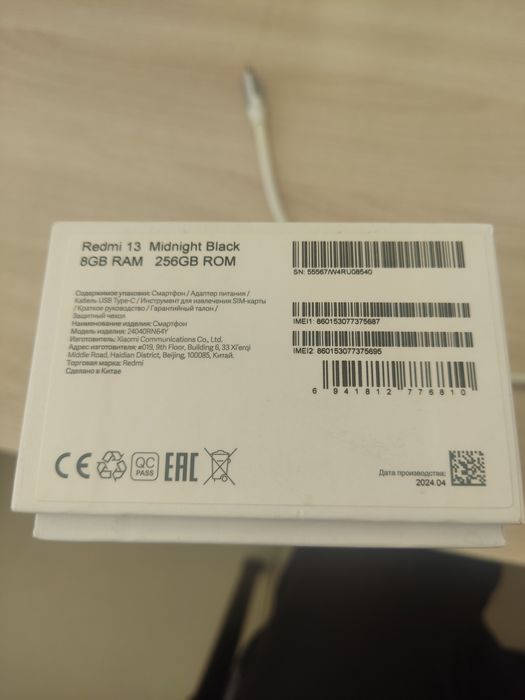 Redmi 13 Midnight Black
8GB RAM 256GB ROM
SN: 55567/W4RU08540
Содержимое упаковки: Смартфон / Адаптер питания /
Кабель USB Type-C / Инструмент для извлечения SIM-карты
/ Краткое руководство / Гарантийный талон /
Защитный чехол
Наименование изделия: Смартфон
Модель изделия: 24040RN64Y
Изготовитель: Xiaomi Communications Co., Ltd.
Адрес изготовителя: #019, 9th Floor, Building 6, 33 Xi'erqi
Middle Road, Haidian District, Beijing, 100085, Китай.
Торговая марка: Redmi
Сделано в Китае
IMEI1: 860153077375687
IMEI2: 860153077375695
6 941812 776810
CE
QC
PASS
EAC
Дата производства:
2024.04